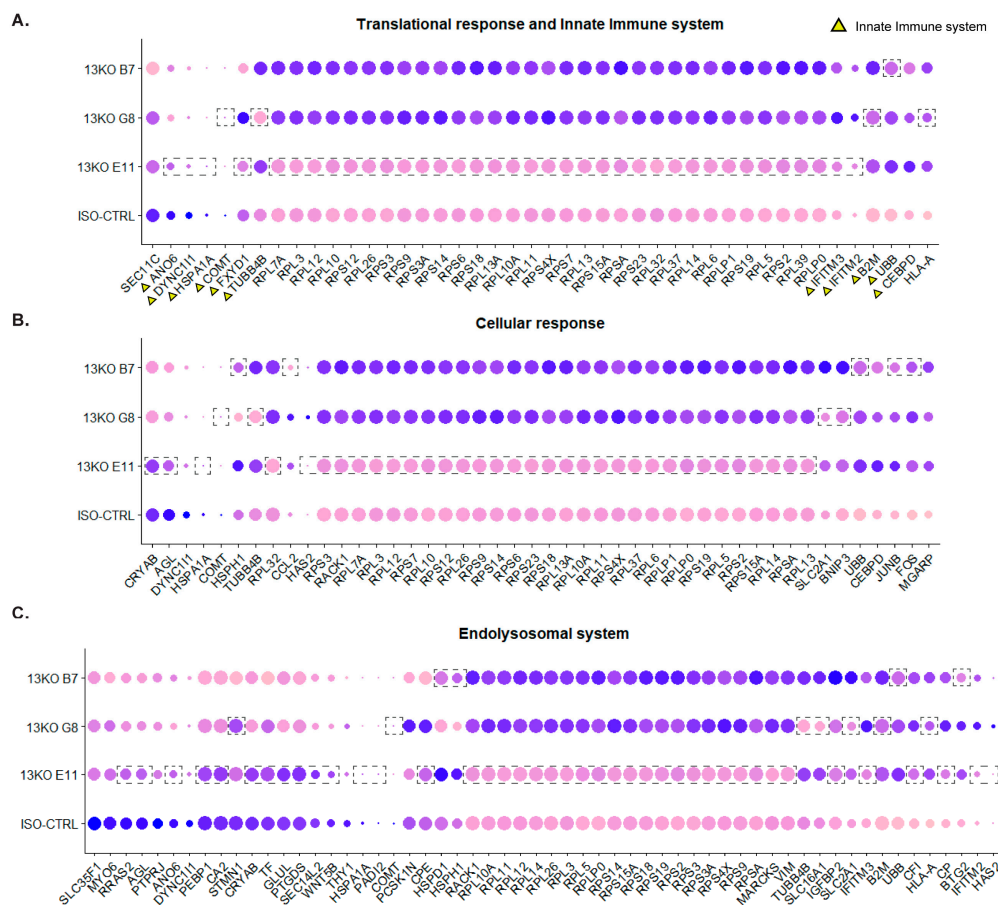 A.
Translational response and Innate Immune system
Innate Immune system
13KO B7
13KO G8
13KO E11
ISO-CTRL
SEC11C ANO6 DYNC1I1 HSPA1A COMT FXYD1 TUBB4B RPL7A RPL3 RPL12 RPL10 RPS12 RPL26 RPS3 RPS9 RPS3A RPS14 RPS6 RPS18 RPL13A RPL10A RPL11 RPS4X RPS7 RPL13 RPS15A RPSA RPS23 RPL32 RPL37 RPL14 RPL6 RPLP1 RPS19 RPL5 RPS2 RPL39 RPLP0 IFITM3 IFITM2 B2M UBB CEBPD HLA-A
B.
Cellular response
13KO B7
13KO G8
13KO E11
ISO-CTRL
CRYAB AGL DYNC1I1 HSPA1A COMT HSPH1 TUBB4B RPL32 CCL2 HAS2 RPS3 RACK1 RPL7A RPL3 RPL12 RPS7 RPL10 RPS12 RPL26 RPS9 RPS14 RPS6 RPS23 RPS18 RPL13A RPL10A RPL11 RPS4X RPL37 RPL6 RPLP1 RPLP0 RPS19 RPL5 RPS2 RPS15A RPL14 RPSA RPL13 SLC2A1 BNIP3 UBB CEBPD JUNB FOS MGARP
C.
Endolysosomal system
13KO B7
13KO G8
13KO E11
ISO-CTRL
SLC35F1 MYO6 RRAS2 AGL PTPRJ ANO6 DYNC1I1 PEBP1 CA2 STMN1 CRYAB TF GLUL PTGDS SEC14L2 WNT5B THY1 HSPA1A PADI2 COMT PCSK1N CPE HSPE1 HSPH1 RACK1 RPL10A RPL11 RPL12 RPL14 RPL26 RPL3 RPL5 RPLP0 RPS14 RPS15A RPS18 RPS19 RPS2 RPS3 RPS3A RPS4X RPS9 RPSA MARCKS VIM TUBB4B SLC16A1 IGFBP2 SLC2A1 IFITM3 B2M UBB CFI HLA-A CP BTG2 IFITM2 HAS2